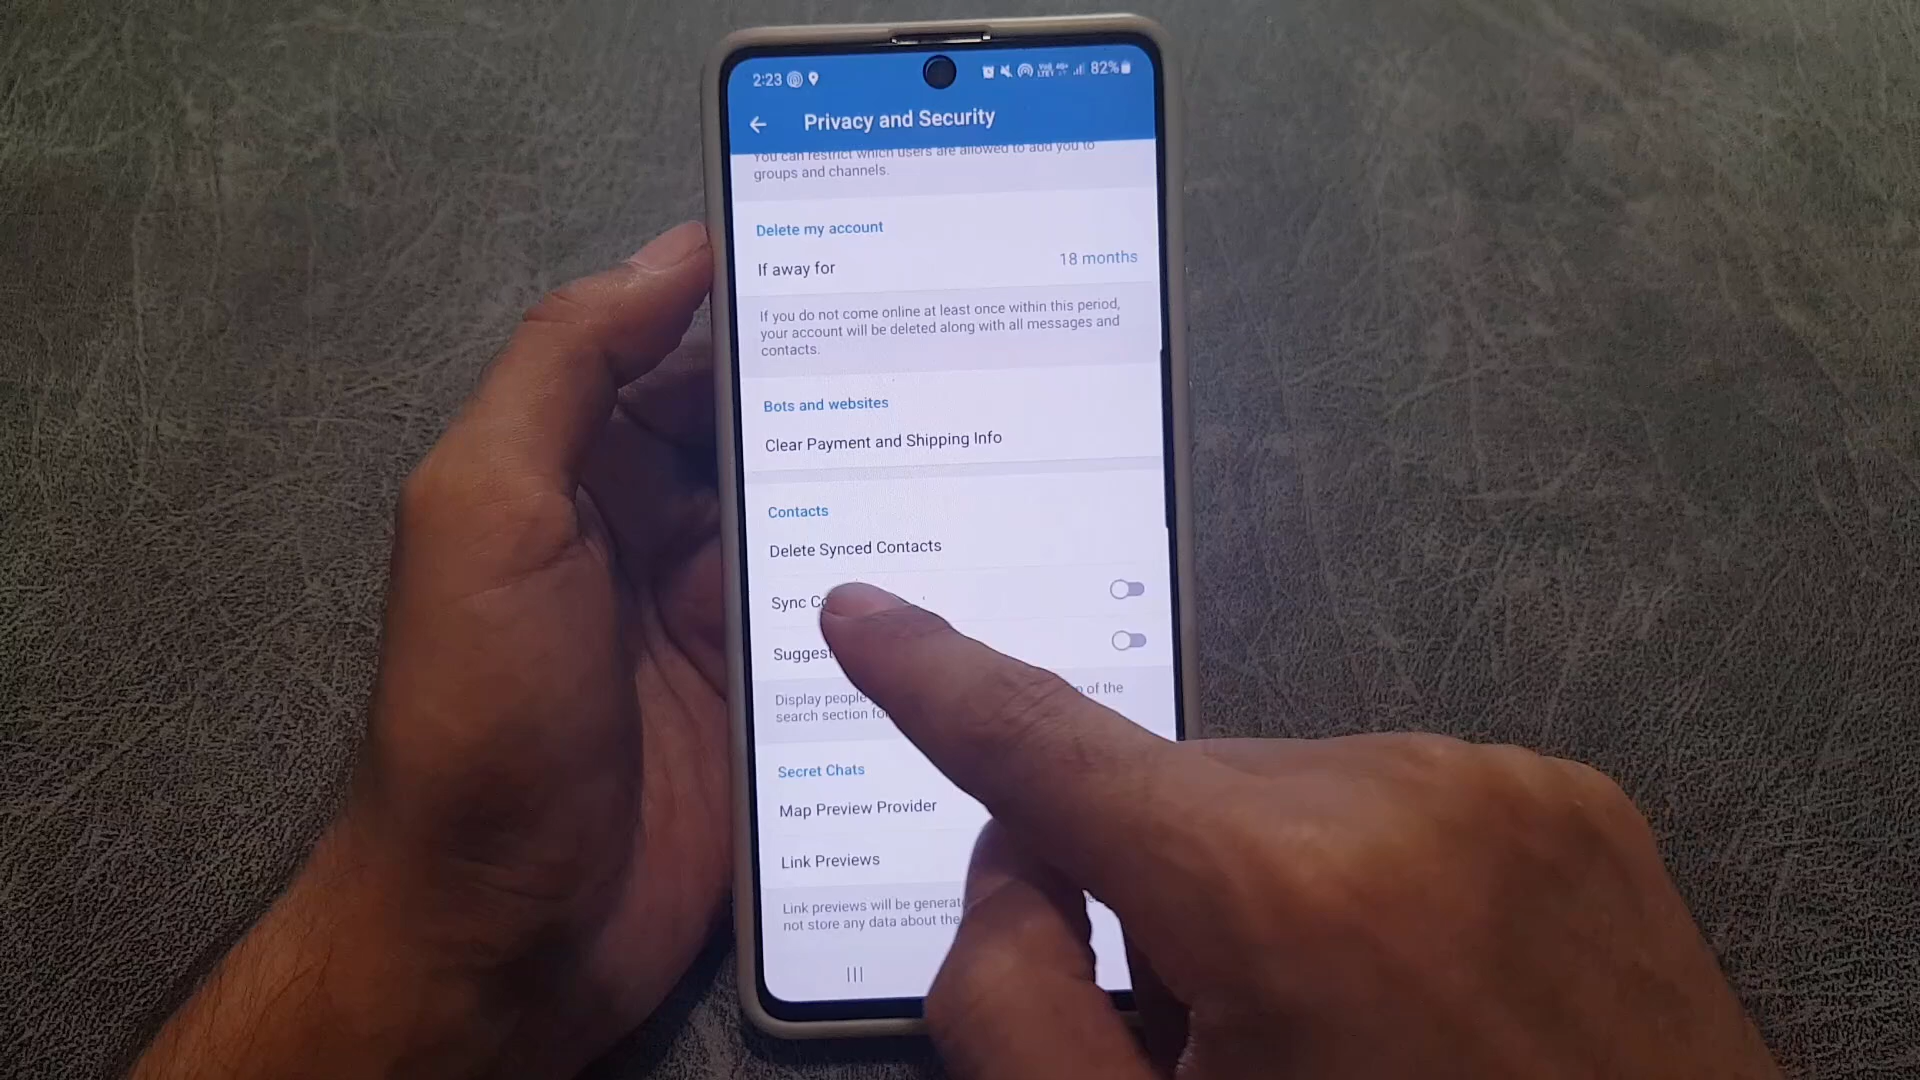 2:23 82%
Privacy and Security
You can restrict which users are allowed to add you to
groups and channels.
Delete my account
If away for 18 months
If you do not come online at least once within this period,
your account will be deleted along with all messages and
contacts.
Bots and websites
Clear Payment and Shipping Info
Contacts
Delete Synced Contacts
Sync
Suggest
Display people of the
search section
Secret Chats
Map Preview Provider
Link Previews
Link previews will be
not store any data about the